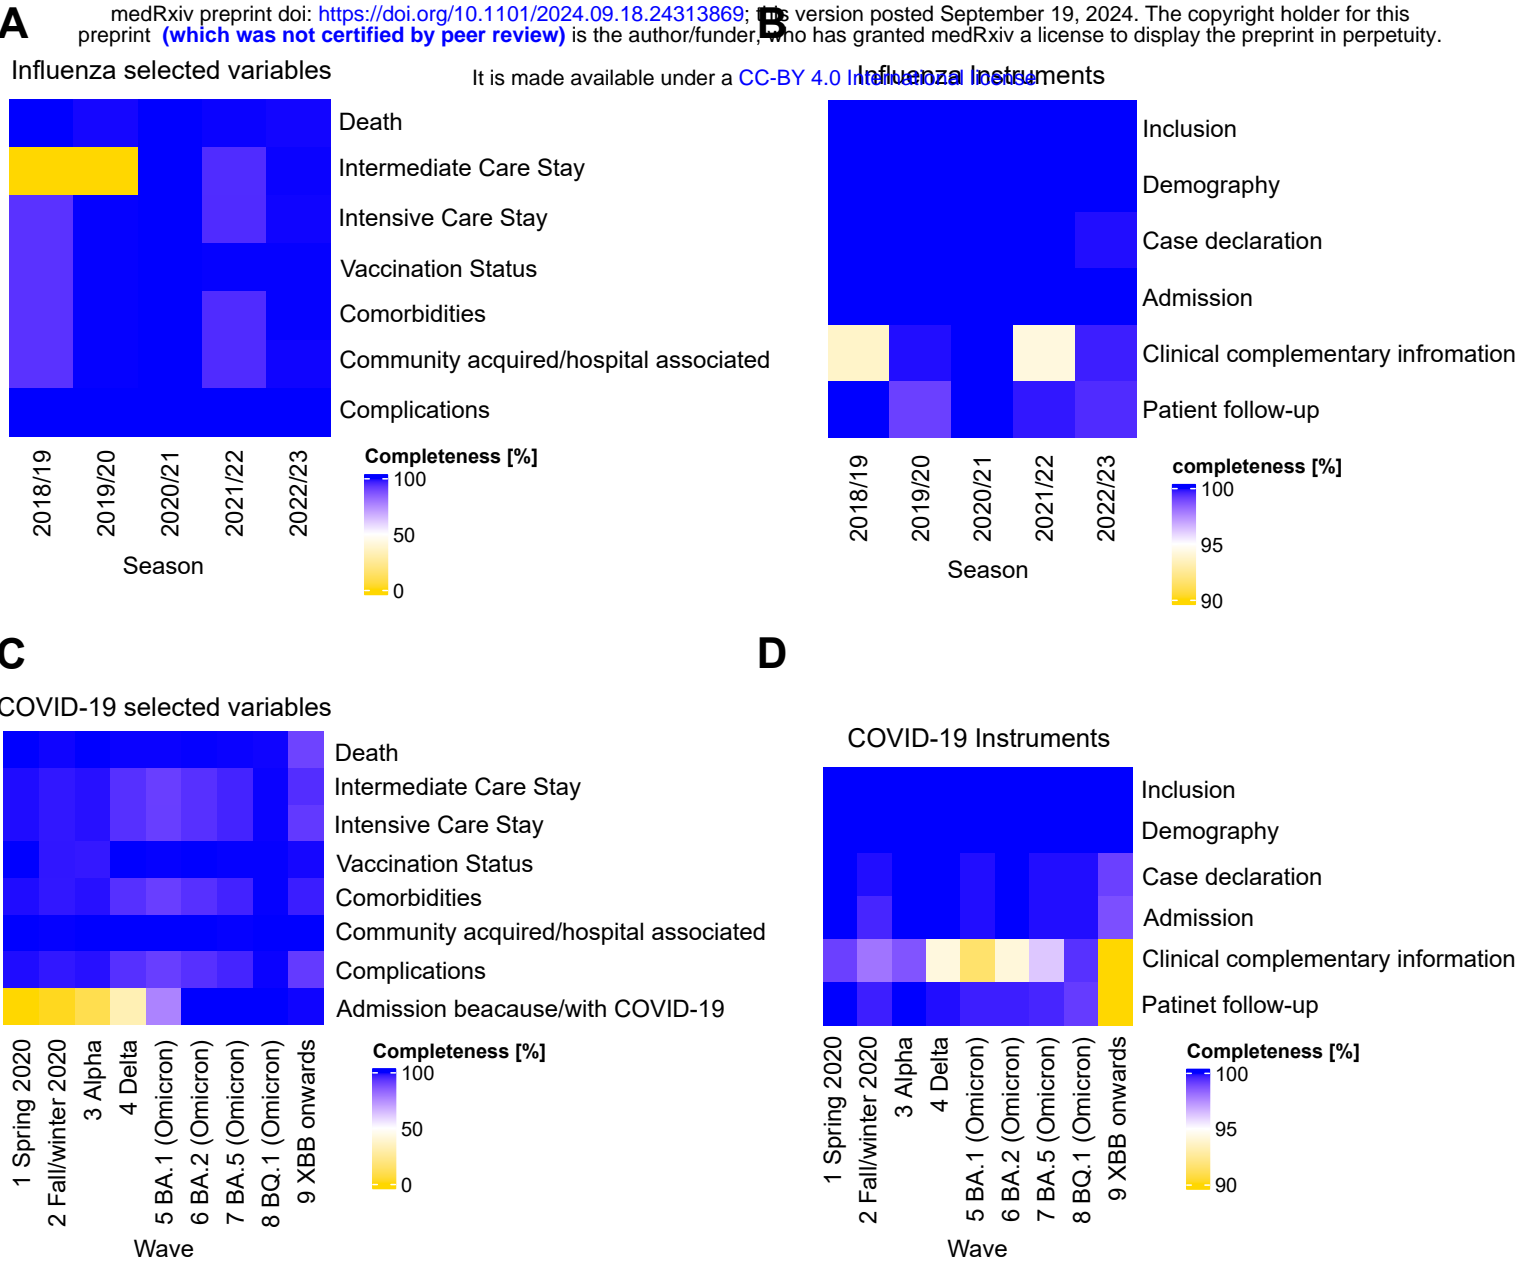 medRxiv preprint doi: https://doi.org/10.1101/2024.09.18.24313869; this version posted September 19, 2024. The copyright holder for this
preprint (which was not certified by peer review) is the author/funder, who has granted medRxiv a license to display the preprint in perpetuity.
It is made available under a CC-BY 4.0 International license .
A
Influenza selected variables
Death
Intermediate Care Stay
Intensive Care Stay
Vaccination Status
Comorbidities
Community acquired/hospital associated
Complications
2018/19
2019/20
2020/21
2021/22
2022/23
Season
Completeness [%]
100
50
0
B
Influenza Instruments
Inclusion
Demography
Case declaration
Admission
Clinical complementary infromation
Patient follow-up
2018/19
2019/20
2020/21
2021/22
2022/23
Season
completeness [%]
100
95
90
C
COVID-19 selected variables
Death
Intermediate Care Stay
Intensive Care Stay
Vaccination Status
Comorbidities
Community acquired/hospital associated
Complications
Admission beacause/with COVID-19
1 Spring 2020
2 Fall/winter 2020
3 Alpha
4 Delta
5 BA.1 (Omicron)
6 BA.2 (Omicron)
7 BA.5 (Omicron)
8 BQ.1 (Omicron)
9 XBB onwards
Wave
Completeness [%]
100
50
0
D
COVID-19 Instruments
Inclusion
Demography
Case declaration
Admission
Clinical complementary information
Patinet follow-up
1 Spring 2020
2 Fall/winter 2020
3 Alpha
4 Delta
5 BA.1 (Omicron)
6 BA.2 (Omicron)
7 BA.5 (Omicron)
8 BQ.1 (Omicron)
9 XBB onwards
Wave
Completeness [%]
100
95
90